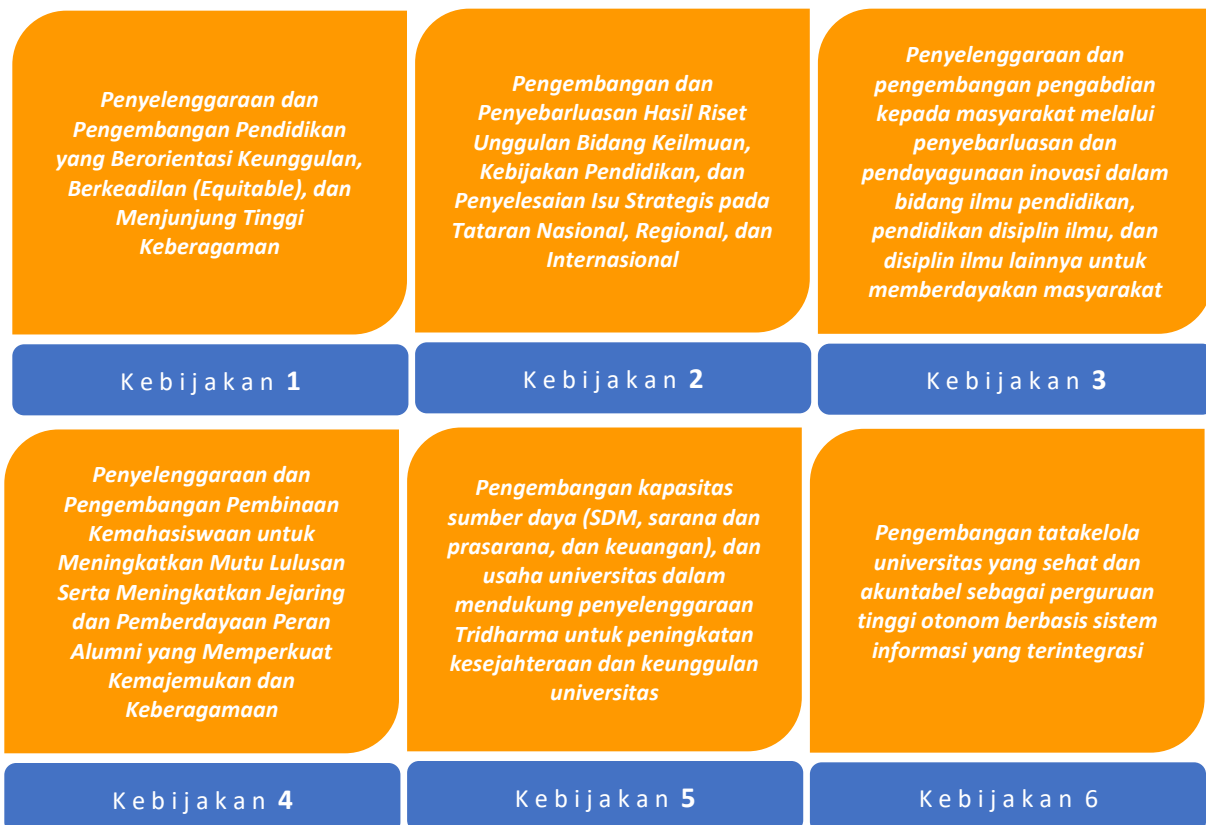 Penyelenggaraan dan
Pengembangan Pendidikan
yang Berorientasi Keunggulan,
Berkeadilan (Equitable), dan
Menjunjung Tinggi
Keberagaman
Kebijakan 1
Pengembangan dan
Penyebarluasan Hasil Riset
Unggulan Bidang Keilmuan,
Kebijakan Pendidikan, dan
Penyelesaian Isu Strategis pada
Tataran Nasional, Regional, dan
Internasional
Kebijakan 2
Penyelenggaraan dan
pengembangan pengabdian
kepada masyarakat melalui
penyebarluasan dan
pendayagunaan inovasi dalam
bidang ilmu pendidikan,
pendidikan disiplin ilmu, dan
disiplin ilmu lainnya untuk
memberdayakan masyarakat
Kebijakan 3
Penyelenggaraan dan
Pengembangan Pembinaan
Kemahasiswaan untuk
Meningkatkan Mutu Lulusan
Serta Meningkatkan Jejaring
dan Pemberdayaan Peran
Alumni yang Memperkuat
Kemajemukan dan
Keberagamaan
Kebijakan 4
Pengembangan kapasitas
sumber daya (SDM, sarana dan
prasarana, dan keuangan), dan
usaha universitas dalam
mendukung penyelenggaraan
Tridharma untuk peningkatan
kesejahteraan dan keunggulan
universitas
Kebijakan 5
Pengembangan tatakelola
universitas yang sehat dan
akuntabel sebagai perguruan
tinggi otonom berbasis sistem
informasi yang terintegrasi
Kebijakan 6